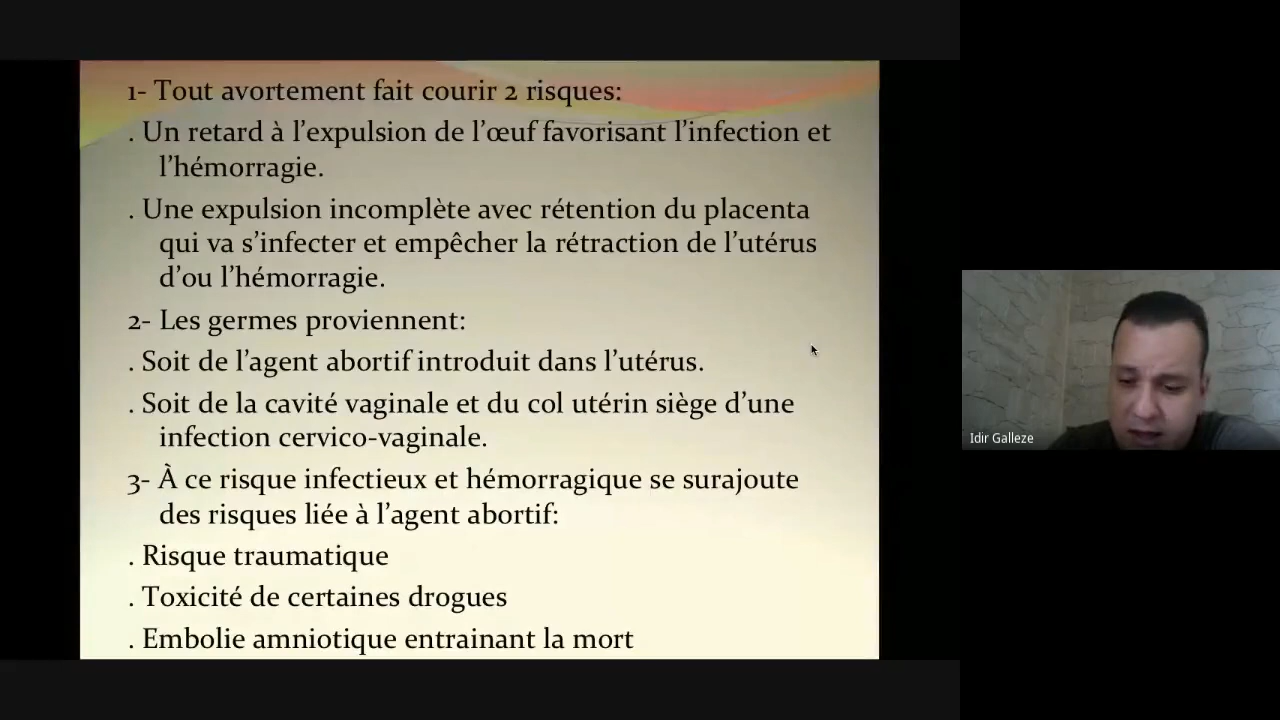 1- Tout avortement fait courir 2 risques:
. Un retard à l’expulsion de l’œuf favorisant l’infection et
l’hémorragie.
. Une expulsion incomplète avec rétention du placenta
qui va s’infecter et empêcher la rétraction de l’utérus
d’ou l’hémorragie.
2- Les germes proviennent:
. Soit de l’agent abortif introduit dans l’utérus.
. Soit de la cavité vaginale et du col utérin siège d’une
infection cervico-vaginale.
3- À ce risque infectieux et hémorragique se surajoute
des risques liée à l’agent abortif:
. Risque traumatique
. Toxicité de certaines drogues
. Embolie amniotique entrainant la mort
Idir Galleze